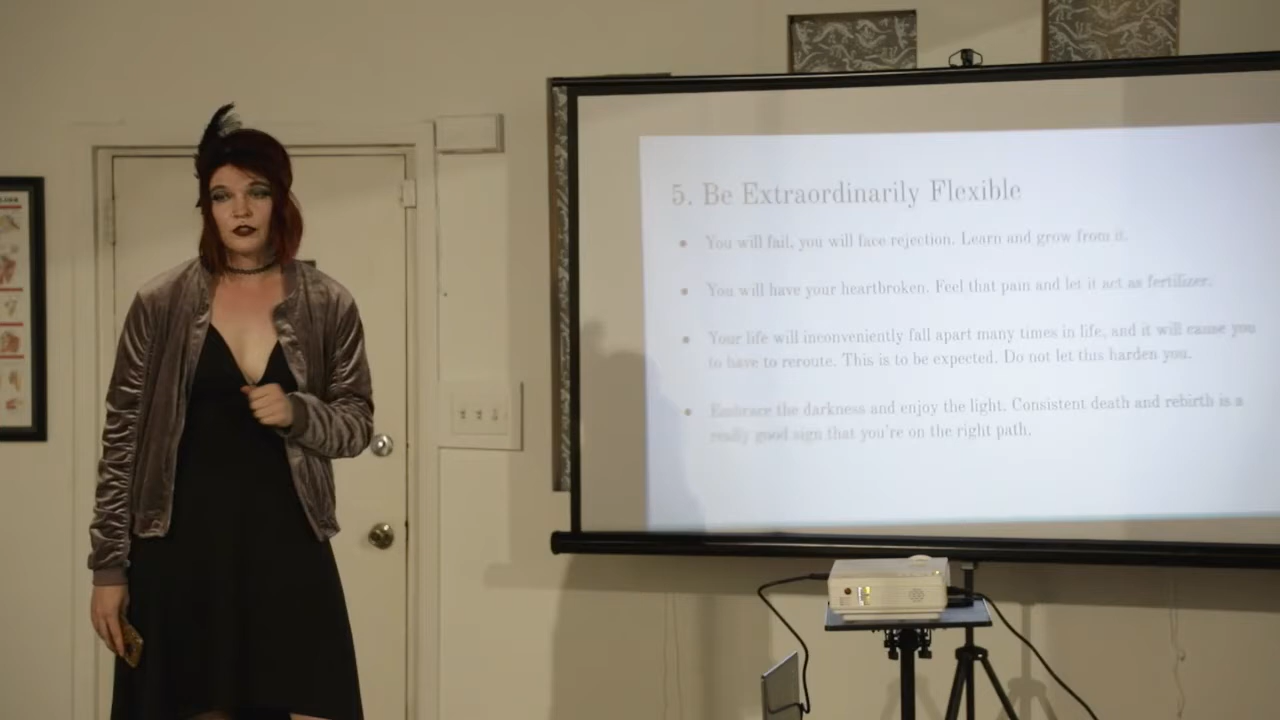 5. Be Extraordinarily Flexible
• You will fail, you will face rejection. Learn and grow from it.
• You will have your heartbroken. Feel that pain and let it act as fertilizer.
• Your life will inconveniently fall apart many times in life, and it will cause you
to have to reroute. This is to be expected. Do not let this harden you.
• Embrace the darkness and enjoy the light. Consistent death and rebirth is a
really good sign that you're on the right path.